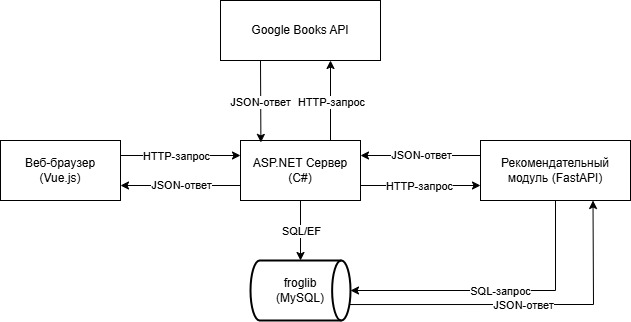 Google Books API
JSON-ответ
HTTP-запрос
Веб-браузер
(Vue.js)
HTTP-запрос
JSON-ответ
ASP.NET Сервер
(C#)
JSON-ответ
HTTP-запрос
Рекомендательный
модуль (FastAPI)
SQL/EF
froglib
(MySQL)
SQL-запрос
JSON-ответ